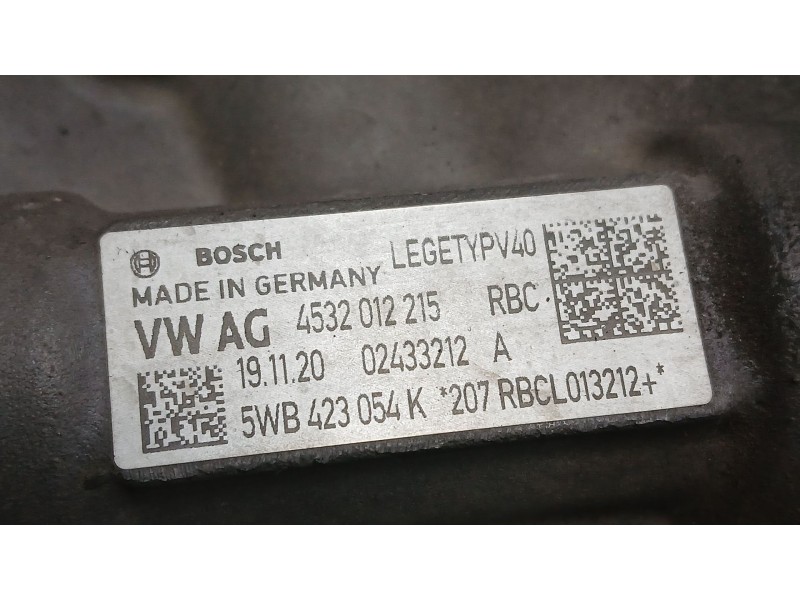 BOSCH LEGETYPV40
MADE IN GERMANY
VW AG 4532 012 215 RBC
19.11.20 02433212 A
5WB 423 054 K *207 RBCL013212+*